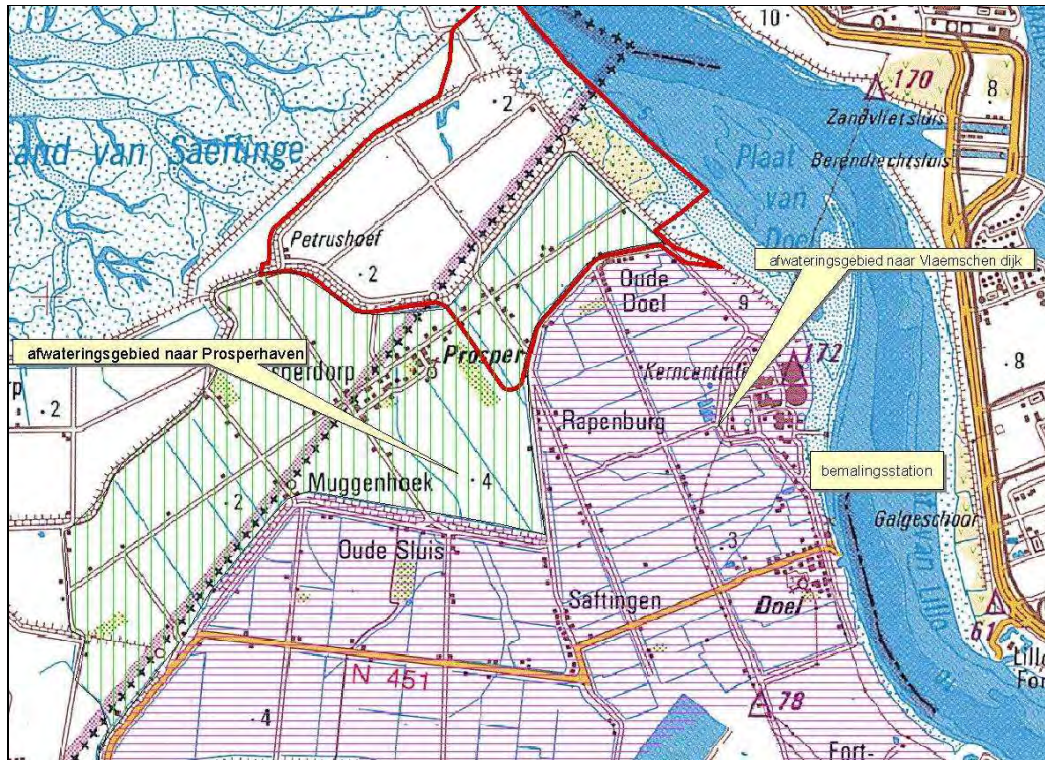 10
170
8
Zandvlietsluis
Berendrechtsluis
2
and van Saeftinge
Plaat
van
Doel
Petrushoef
2
afwateringsgebied naar Vlaemschen dijk
Oude
Doel
9
afwateringsgebied naar Prosperhaven
Prosper
Kerncentrale
172
8
2
Rapenburg
bemalingsstation
4
Muggenhoek
2
Galgeschoor
Oude Sluis
3
Saftingen
Doel
61
N 451
78
4
Fort-